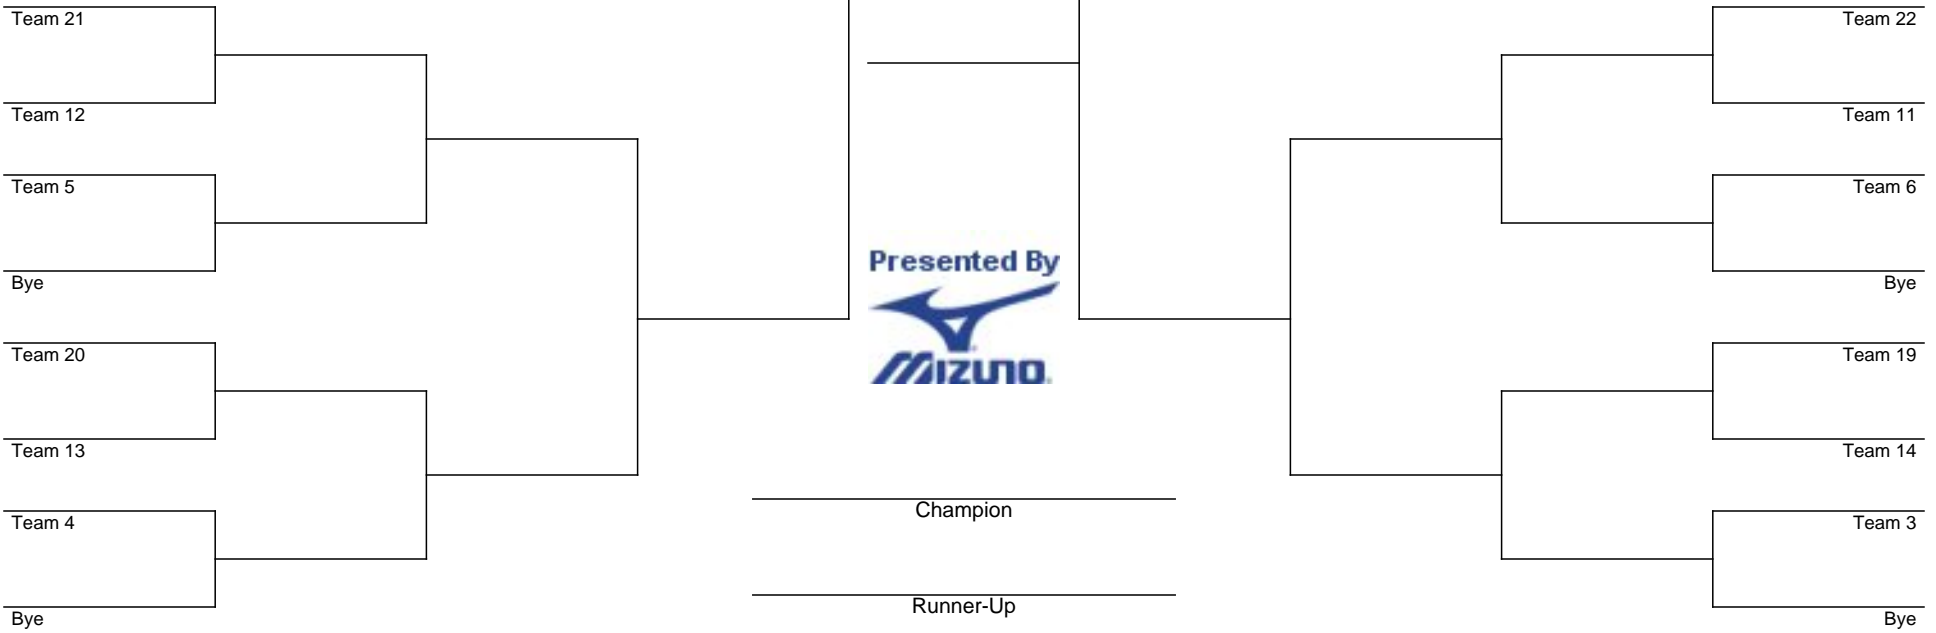 Team 21
Team 12
Team 5
Bye
Team 20
Team 13
Team 4
Bye
Presented By
MIZUNO
Champion
Runner-Up
Team 22
Team 11
Team 6
Bye
Team 19
Team 14
Team 3
Bye